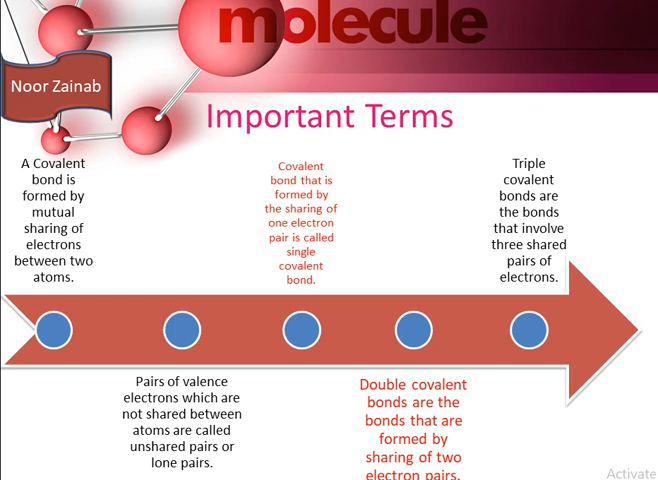 molecule
Noor Zainab
Important Terms
A Covalent
bond is
formed by
mutual
sharing of
electrons
between two
atoms.
Pairs of valence
electrons which are
not shared between
atoms are called
unshared pairs or
lone pairs.
Covalent
bond that is
formed by
the sharing of
one electron
pair is called
single
covalent
bond.
Double covalent
bonds are the
bonds that are
formed by
sharing of two
electron pairs.
Triple
covalent
bonds are
the bonds
that involve
three shared
pairs of
electrons.
Activate